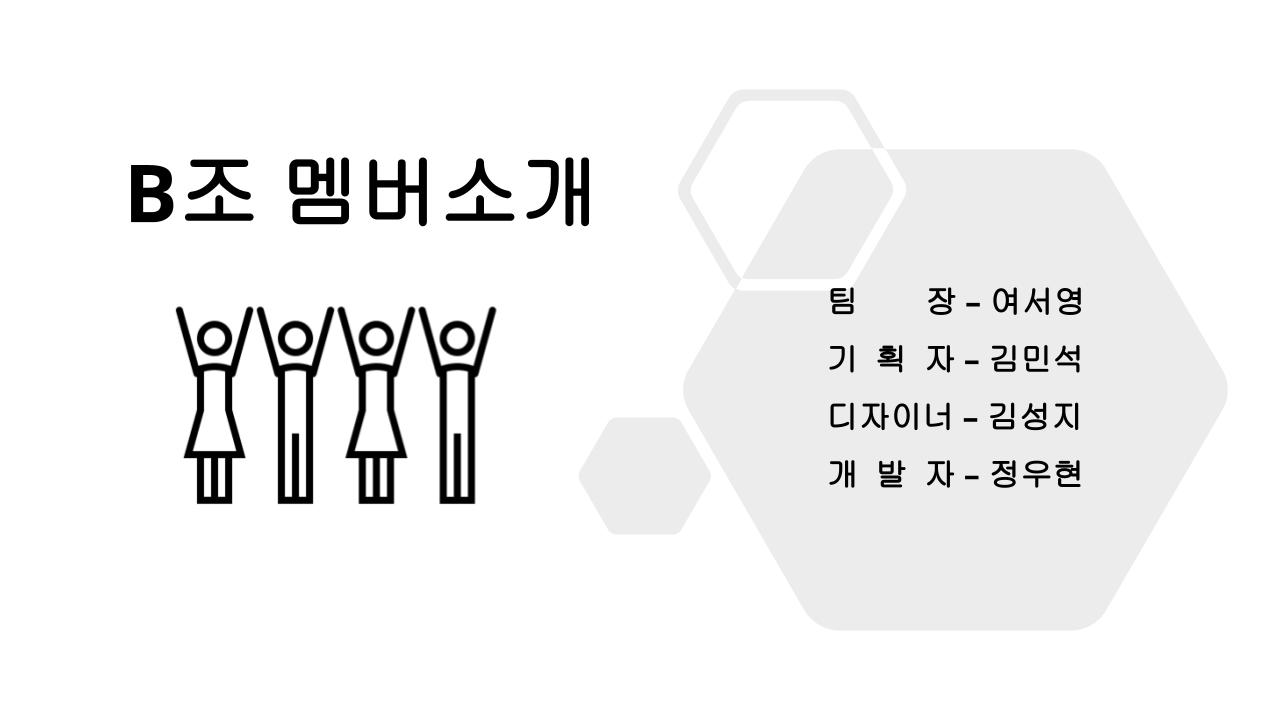 B조 멤버소개
팀 장 – 여서영
기 획 자 – 김민석
디자이너 – 김성지
개 발 자 – 정우현